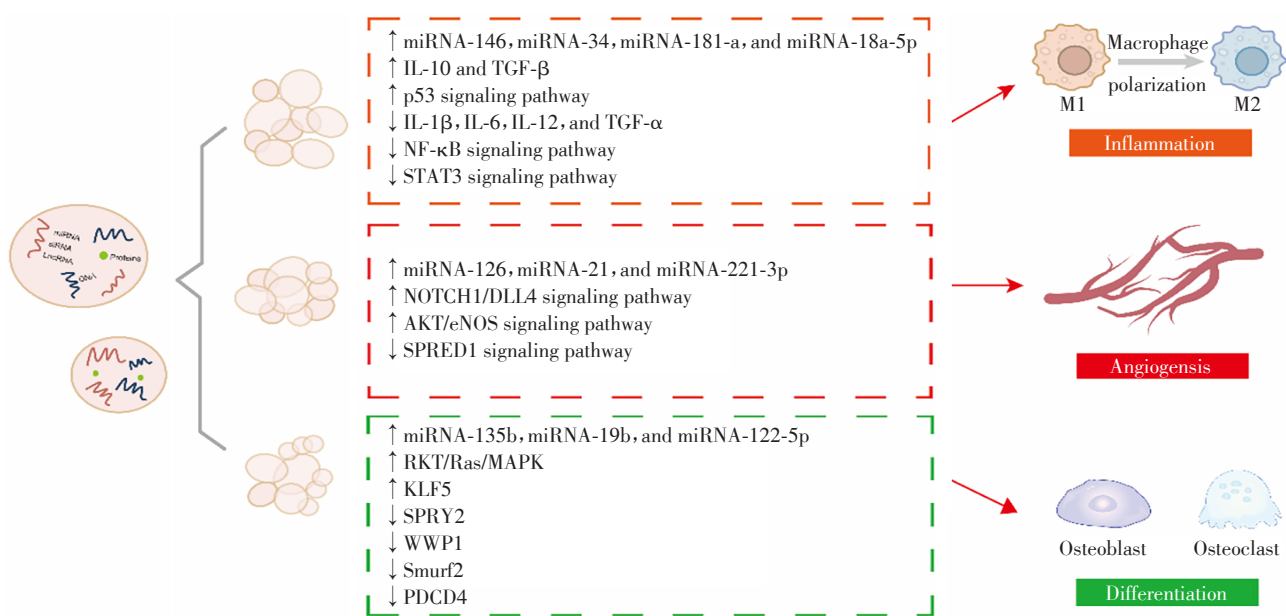 miRNA
siRNA
LncRNA
Proteins
CD61
↑ miRNA-146, miRNA-34, miRNA-181-a, and miRNA-18a-5p
↑ IL-10 and TGF-β
↑ p53 signaling pathway
↓ IL-1β, IL-6, IL-12, and TGF-α
↓ NF-κB signaling pathway
↓ STAT3 signaling pathway
Macrophage
polarization
M1
M2
Inflammation
↑ miRNA-126, miRNA-21, and miRNA-221-3p
↑ NOTCH1/DLL4 signaling pathway
↑ AKT/eNOS signaling pathway
↓ SPRED1 signaling pathway
Angiogensis
↑ miRNA-135b, miRNA-19b, and miRNA-122-5p
↑ RKT/Ras/MAPK
↑ KLF5
↓ SPRY2
↓ WWP1
↓ Smurf2
↓ PDCD4
Osteoblast
Osteoclast
Differentiation